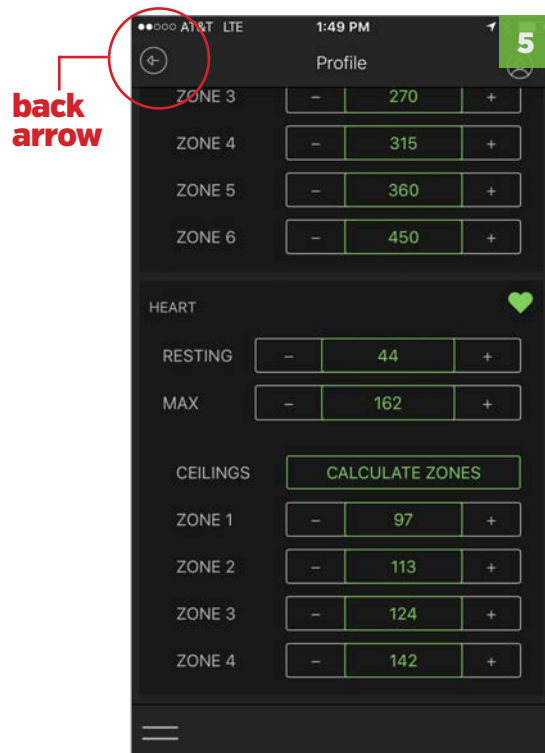 ●●○○○ AT&T LTE 1:49 PM
5
Profile
back
arrow
ZONE 3 – 270 +
ZONE 4 – 315 +
ZONE 5 – 360 +
ZONE 6 – 450 +
HEART
RESTING – 44 +
MAX – 162 +
CEILINGS CALCULATE ZONES
ZONE 1 – 97 +
ZONE 2 – 113 +
ZONE 3 – 124 +
ZONE 4 – 142 +